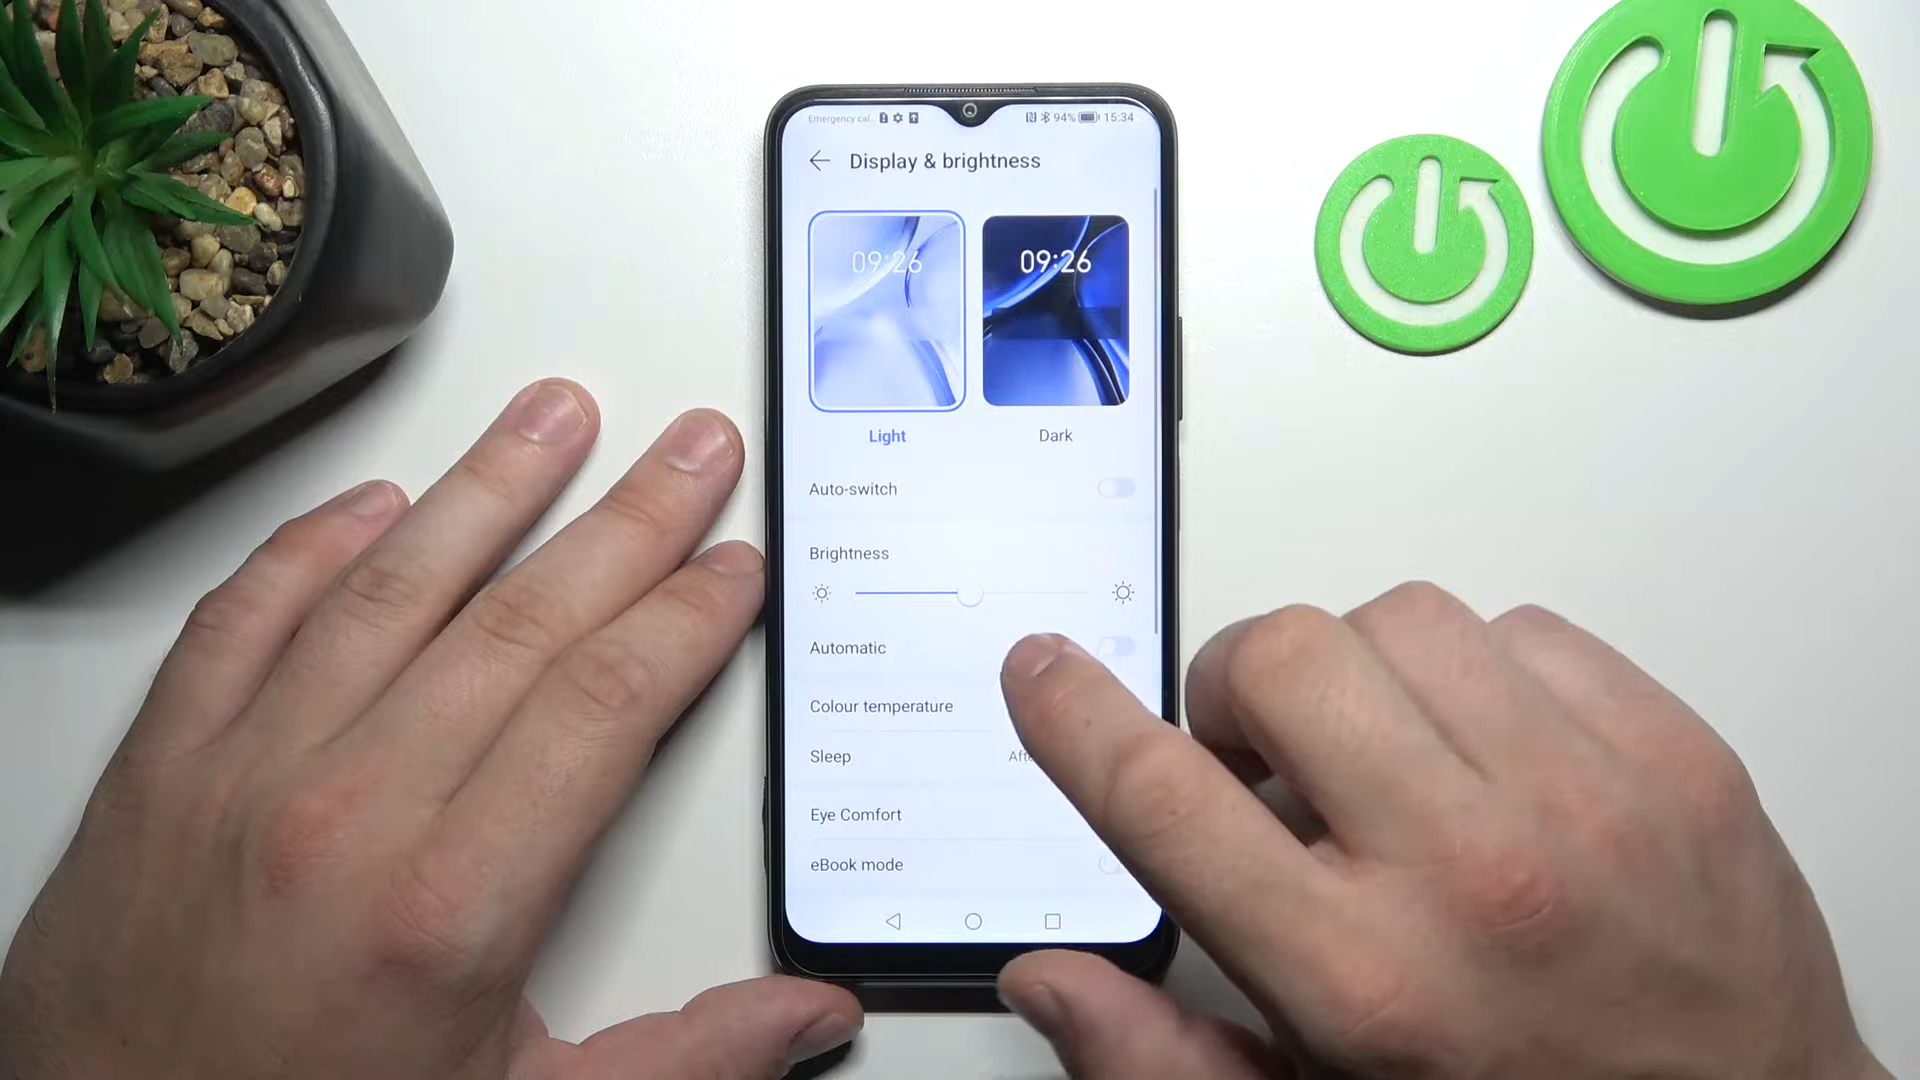 Emergency cal... 94% 15:34
Display & brightness
09:26 09:26
Light Dark
Auto-switch
Brightness
Automatic
Colour temperature
Sleep
Eye Comfort
eBook mode